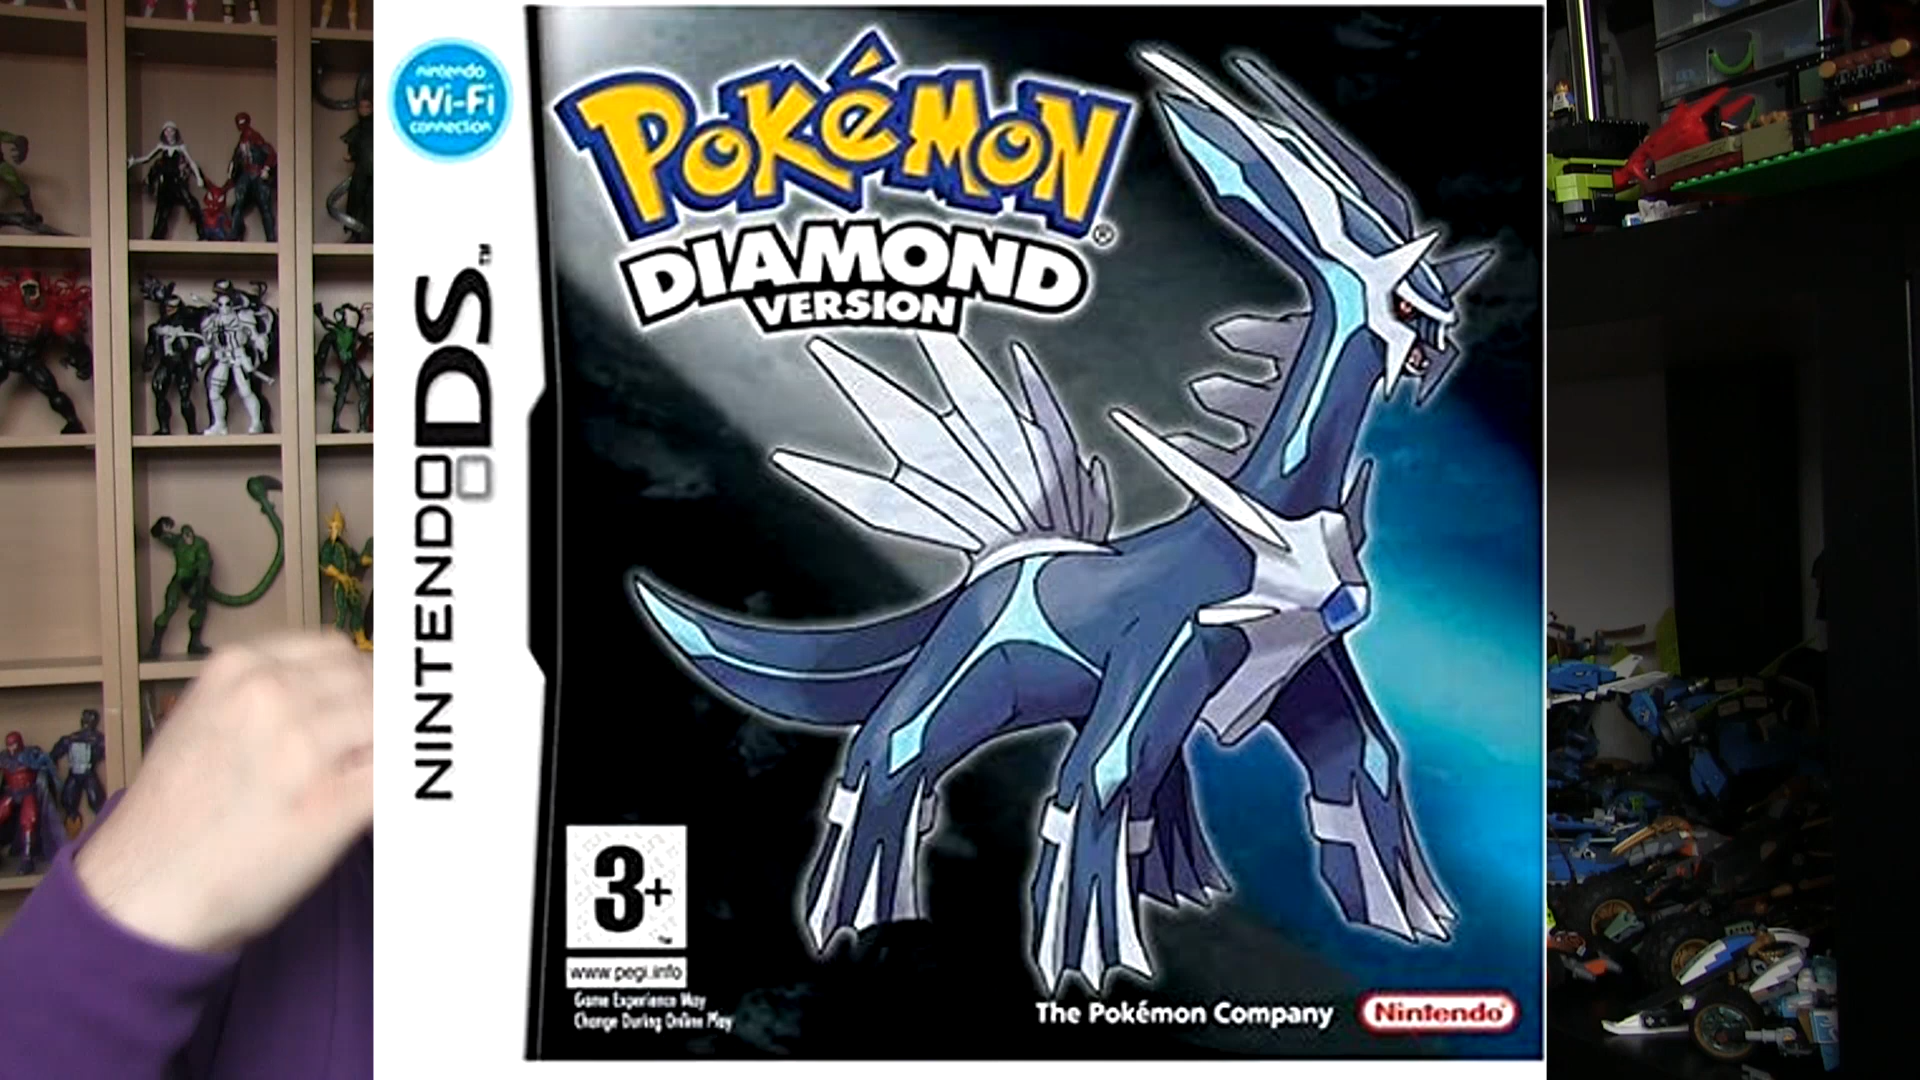 nintendo
Wi-Fi
connection
NINTENDO DS™
POKéMON®
DIAMOND
VERSION
3+™
www.pegi.info
Game Experience May
Change During Online Play
The Pokémon Company
Nintendo®